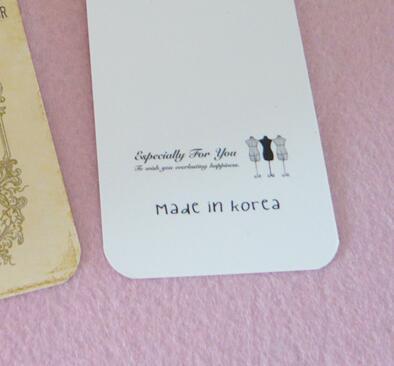 R
Especially For You
To wish you everlasting happiness.
Made in korea